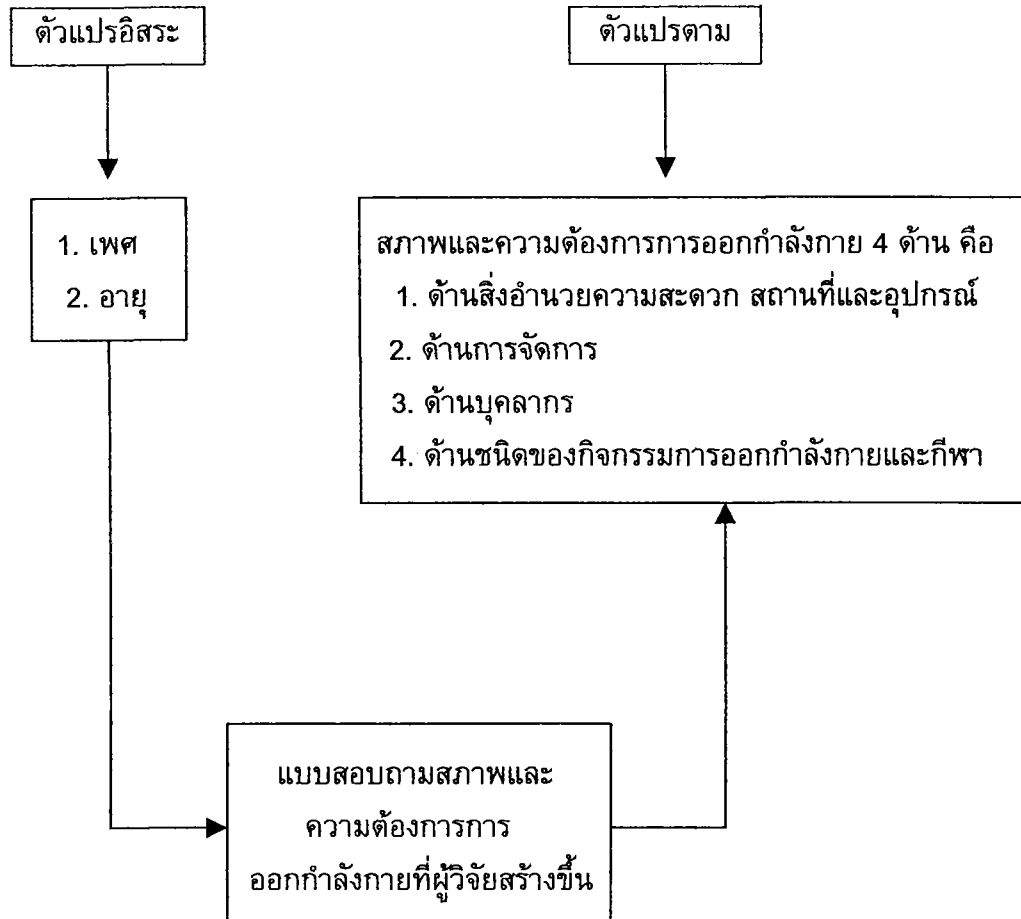 ตัวแปรอิสระ
ตัวแปรตาม
1. เพศ
2. อายุ
สภาพและความต้องการการออกกำลังกาย 4 ด้าน คือ
1. ด้านสิ่งอำนวยความสะดวก สถานที่และอุปกรณ์
2. ด้านการจัดการ
3. ด้านบุคลากร
4. ด้านชนิดของกิจกรรมการออกกำลังกายและกีฬา
แบบสอบถามสภาพและ
ความต้องการการ
ออกกำลังกายที่ผู้วิจัยสร้างขึ้น